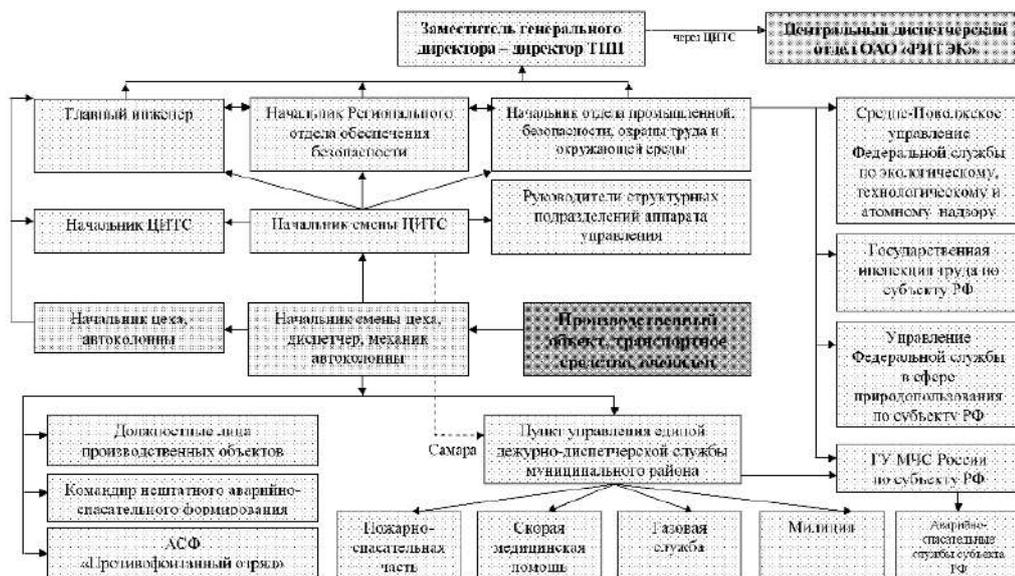 Заместитель генерального
директора – директор ТПП
через ЦИТС
Центральный диспетчерский
отдел ОАО «РИТЭК»
Главный инженер
Начальник Регионального
отдела обеспечения
безопасности
Начальник отдела промышленной,
безопасности, охраны труда и
окружающей среды
Средне-Поволжское
управление
Федеральной службы
по экологическому,
технологическому и
атомному надзору
Начальник ЦИТС
Начальник смены ЦИТС
Руководители структурных
подразделений аппарата
управления
Государственная
инспекция труда по
субъекту РФ
Начальник цеха,
автоколонны
Начальник смены цеха,
диспетчер, механик
автоколонны
Производственный
объект, транспортное
средство, очевидец
Управление
Федеральной службы
в сфере
природопользования
по субъекту РФ
Должностные лица
производственных объектов
Самара
Пункт управления единой
дежурно-диспетчерской службы
муниципального района
ГУ МЧС России
по субъекту РФ
Командир нештатного аварийно-
спасательного формирования
АСФ
«Противофонтанный отряд»
Пожарно-
спасательная
часть
Скорая
медицинская
помощь
Газовая
служба
Милиция
Аварийно-
спасательные
службы субъекта
РФ